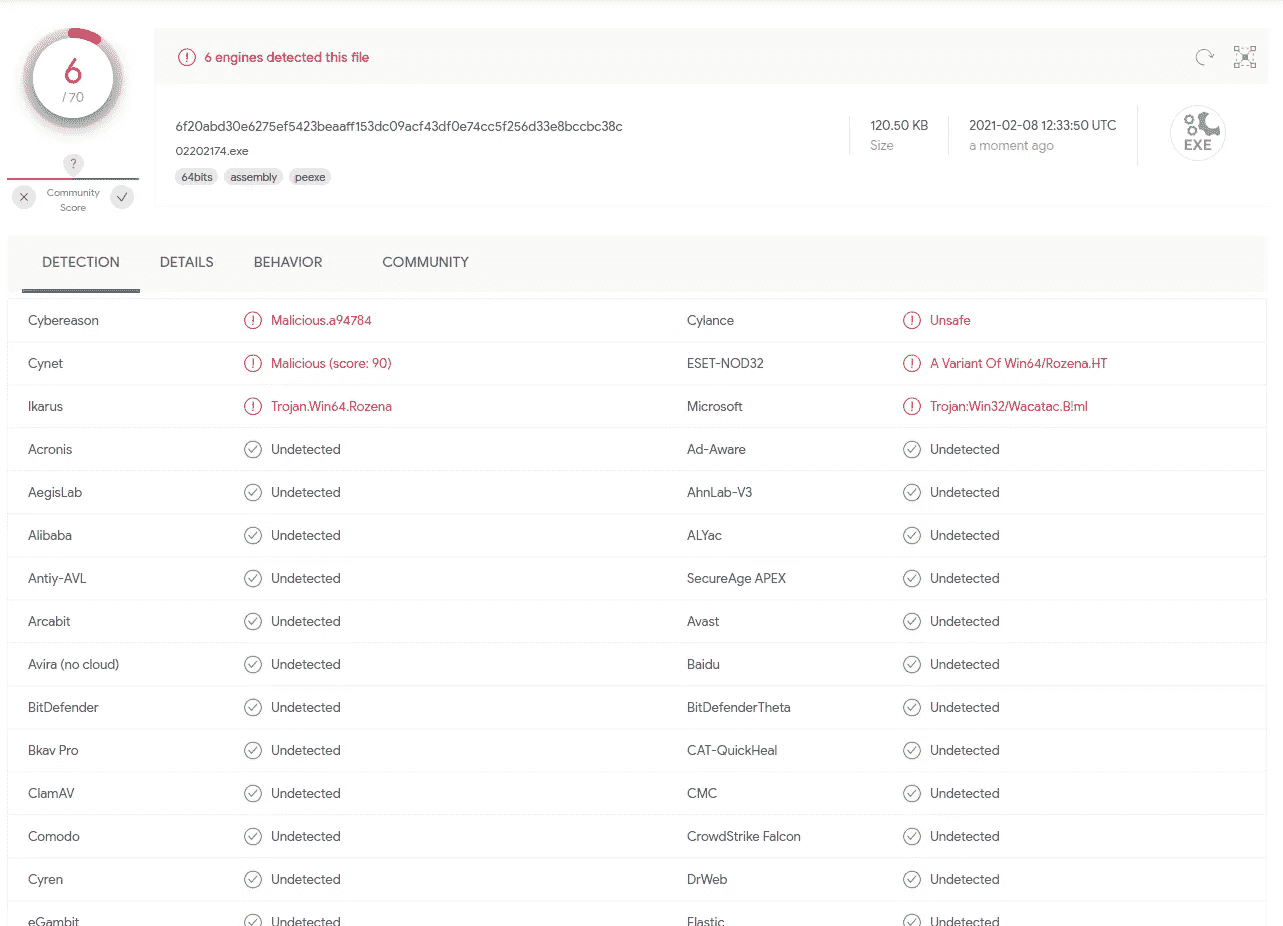 6
/ 70
?
Community
Score
6 engines detected this file
6f20abd30e6275ef5423beaaff153dc09acf43df0e74cc5f256d33e8bccbc38c
02202174.exe
64bits assembly peexe
120.50 KB
Size
2021-02-08 12:33:50 UTC
a moment ago
EXE
DETECTION DETAILS BEHAVIOR COMMUNITY
Cybereason Malicious.a94784 Cylance Unsafe
Cynet Malicious (score: 90) ESET-NOD32 A Variant Of Win64/Rozena.HT
Ikarus Trojan.Win64.Rozena Microsoft Trojan:Win32/Wacatac.B!ml
Acronis Undetected Ad-Aware Undetected
AegisLab Undetected AhnLab-V3 Undetected
Alibaba Undetected ALYac Undetected
Antiy-AVL Undetected SecureAge APEX Undetected
Arcabit Undetected Avast Undetected
Avira (no cloud) Undetected Baidu Undetected
BitDefender Undetected BitDefenderTheta Undetected
Bkav Pro Undetected CAT-QuickHeal Undetected
ClamAV Undetected CMC Undetected
Comodo Undetected CrowdStrike Falcon Undetected
Cyren Undetected DrWeb Undetected
eGambit Undetected Elastic Undetected